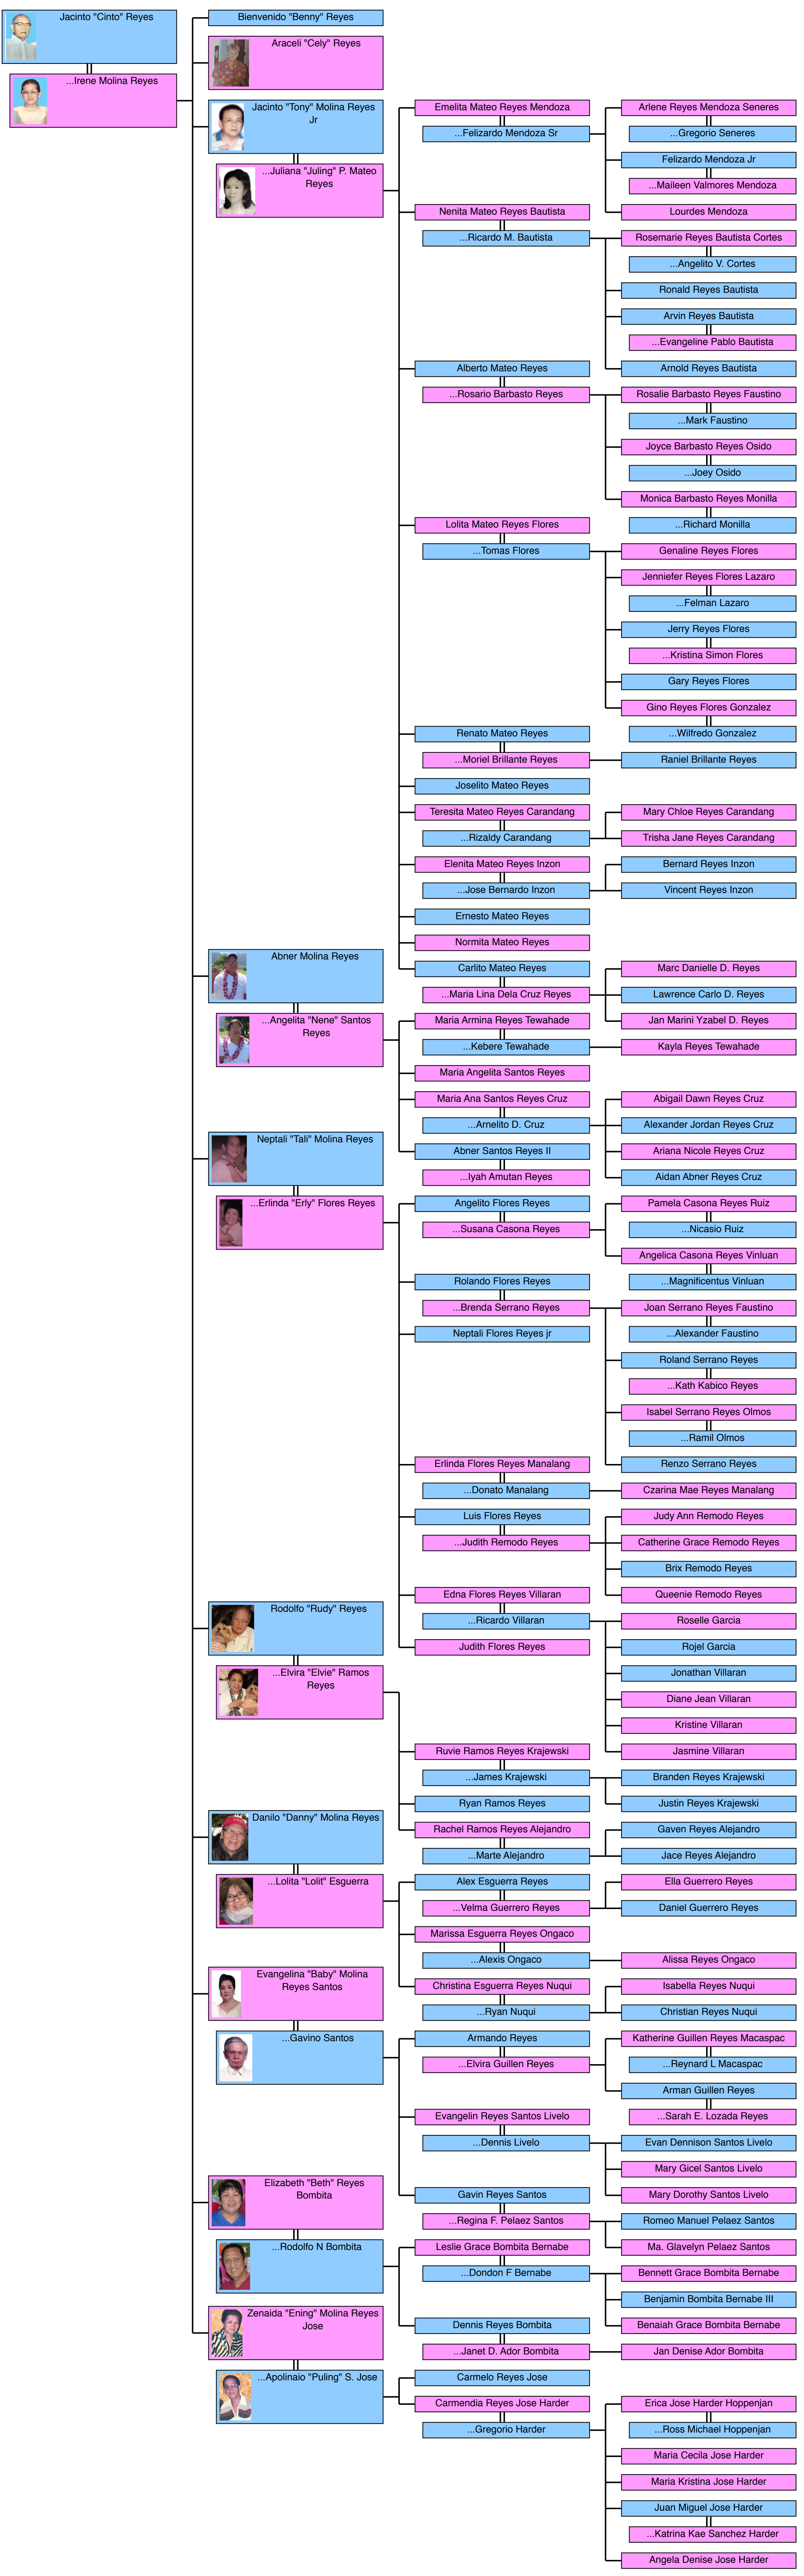 Jacinto "Cinto" Reyes
...Irene Molina Reyes
Bienvenido "Benny" Reyes
Araceli "Cely" Reyes
Jacinto "Tony" Molina Reyes
Jr
...Juliana "Juling" P. Mateo
Reyes
Emelita Mateo Reyes Mendoza
...Felizardo Mendoza Sr
Arlene Reyes Mendoza Seneres
...Gregorio Seneres
Felizardo Mendoza Jr
...Maileen Valmores Mendoza
Lourdes Mendoza
Nenita Mateo Reyes Bautista
...Ricardo M. Bautista
Rosemarie Reyes Bautista Cortes
...Angelito V. Cortes
Ronald Reyes Bautista
Arvin Reyes Bautista
...Evangeline Pablo Bautista
Arnold Reyes Bautista
Alberto Mateo Reyes
...Rosario Barbasto Reyes
Rosalie Barbasto Reyes Faustino
...Mark Faustino
Joyce Barbasto Reyes Osido
...Joey Osido
Monica Barbasto Reyes Monilla
...Richard Monilla
Lolita Mateo Reyes Flores
...Tomas Flores
Genaline Reyes Flores
Jenniefer Reyes Flores Lazaro
...Felman Lazaro
Jerry Reyes Flores
...Kristina Simon Flores
Gary Reyes Flores
Gino Reyes Flores Gonzalez
...Wilfredo Gonzalez
Renato Mateo Reyes
...Moriel Brillante Reyes
Raniel Brillante Reyes
Joselito Mateo Reyes
Teresita Mateo Reyes Carandang
...Rizaldy Carandang
Mary Chloe Reyes Carandang
Trisha Jane Reyes Carandang
Elenita Mateo Reyes Inzon
...Jose Bernardo Inzon
Bernard Reyes Inzon
Vincent Reyes Inzon
Ernesto Mateo Reyes
Normita Mateo Reyes
Carlito Mateo Reyes
...Maria Lina Dela Cruz Reyes
Marc Danielle D. Reyes
Lawrence Carlo D. Reyes
Jan Marini Yzabel D. Reyes
Abner Molina Reyes
...Angelita "Nene" Santos
Reyes
Maria Armina Reyes Tewahade
...Kebere Tewahade
Kayla Reyes Tewahade
Maria Angelita Santos Reyes
Maria Ana Santos Reyes Cruz
...Arnelito D. Cruz
Abigail Dawn Reyes Cruz
Alexander Jordan Reyes Cruz
Ariana Nicole Reyes Cruz
Aidan Abner Reyes Cruz
Abner Santos Reyes II
...Iyah Amutan Reyes
Neptali "Tali" Molina Reyes
...Erlinda "Erly" Flores Reyes
Angelito Flores Reyes
...Susana Casona Reyes
Pamela Casona Reyes Ruiz
...Nicasio Ruiz
Angelica Casona Reyes Vinluan
...Magnificentus Vinluan
Rolando Flores Reyes
...Brenda Serrano Reyes
Joan Serrano Reyes Faustino
...Alexander Faustino
Roland Serrano Reyes
...Kath Kabico Reyes
Isabel Serrano Reyes Olmos
...Ramil Olmos
Renzo Serrano Reyes
Neptali Flores Reyes jr
Erlinda Flores Reyes Manalang
...Donato Manalang
Czarina Mae Reyes Manalang
Luis Flores Reyes
...Judith Remodo Reyes
Judy Ann Remodo Reyes
Catherine Grace Remodo Reyes
Brix Remodo Reyes
Queenie Remodo Reyes
Edna Flores Reyes Villaran
...Ricardo Villaran
Roselle Garcia
Rojel Garcia
Jonathan Villaran
Diane Jean Villaran
Kristine Villaran
Jasmine Villaran
Judith Flores Reyes
Rodolfo "Rudy" Reyes
...Elvira "Elvie" Ramos
Reyes
Ruvie Ramos Reyes Krajewski
...James Krajewski
Branden Reyes Krajewski
Justin Reyes Krajewski
Ryan Ramos Reyes
Rachel Ramos Reyes Alejandro
...Marte Alejandro
Gaven Reyes Alejandro
Jace Reyes Alejandro
Danilo "Danny" Molina Reyes
...Lolita "Lolit" Esguerra
Alex Esguerra Reyes
...Velma Guerrero Reyes
Ella Guerrero Reyes
Daniel Guerrero Reyes
Marissa Esguerra Reyes Ongaco
...Alexis Ongaco
Alissa Reyes Ongaco
Christina Esguerra Reyes Nuqui
...Ryan Nuqui
Isabella Reyes Nuqui
Christian Reyes Nuqui
Evangelina "Baby" Molina
Reyes Santos
...Gavino Santos
Armando Reyes
...Elvira Guillen Reyes
Katherine Guillen Reyes Macaspac
...Reynard L Macaspac
Arman Guillen Reyes
...Sarah E. Lozada Reyes
Evangelin Reyes Santos Livelo
...Dennis Livelo
Evan Dennison Santos Livelo
Mary Gicel Santos Livelo
Mary Dorothy Santos Livelo
Gavin Reyes Santos
...Regina F. Pelaez Santos
Romeo Manuel Pelaez Santos
Ma. Glavelyn Pelaez Santos
Elizabeth "Beth" Reyes
Bombita
...Rodolfo N Bombita
Leslie Grace Bombita Bernabe
...Dondon F Bernabe
Bennett Grace Bombita Bernabe
Benjamin Bombita Bernabe III
Benaiah Grace Bombita Bernabe
Dennis Reyes Bombita
...Janet D. Ador Bombita
Jan Denise Ador Bombita
Zenaida "Ening" Molina Reyes
Jose
...Apolinaio "Puling" S. Jose
Carmelo Reyes Jose
Carmendia Reyes Jose Harder
...Gregorio Harder
Erica Jose Harder Hoppenjan
...Ross Michael Hoppenjan
Maria Cecila Jose Harder
Maria Kristina Jose Harder
Juan Miguel Jose Harder
...Katrina Kae Sanchez Harder
Angela Denise Jose Harder